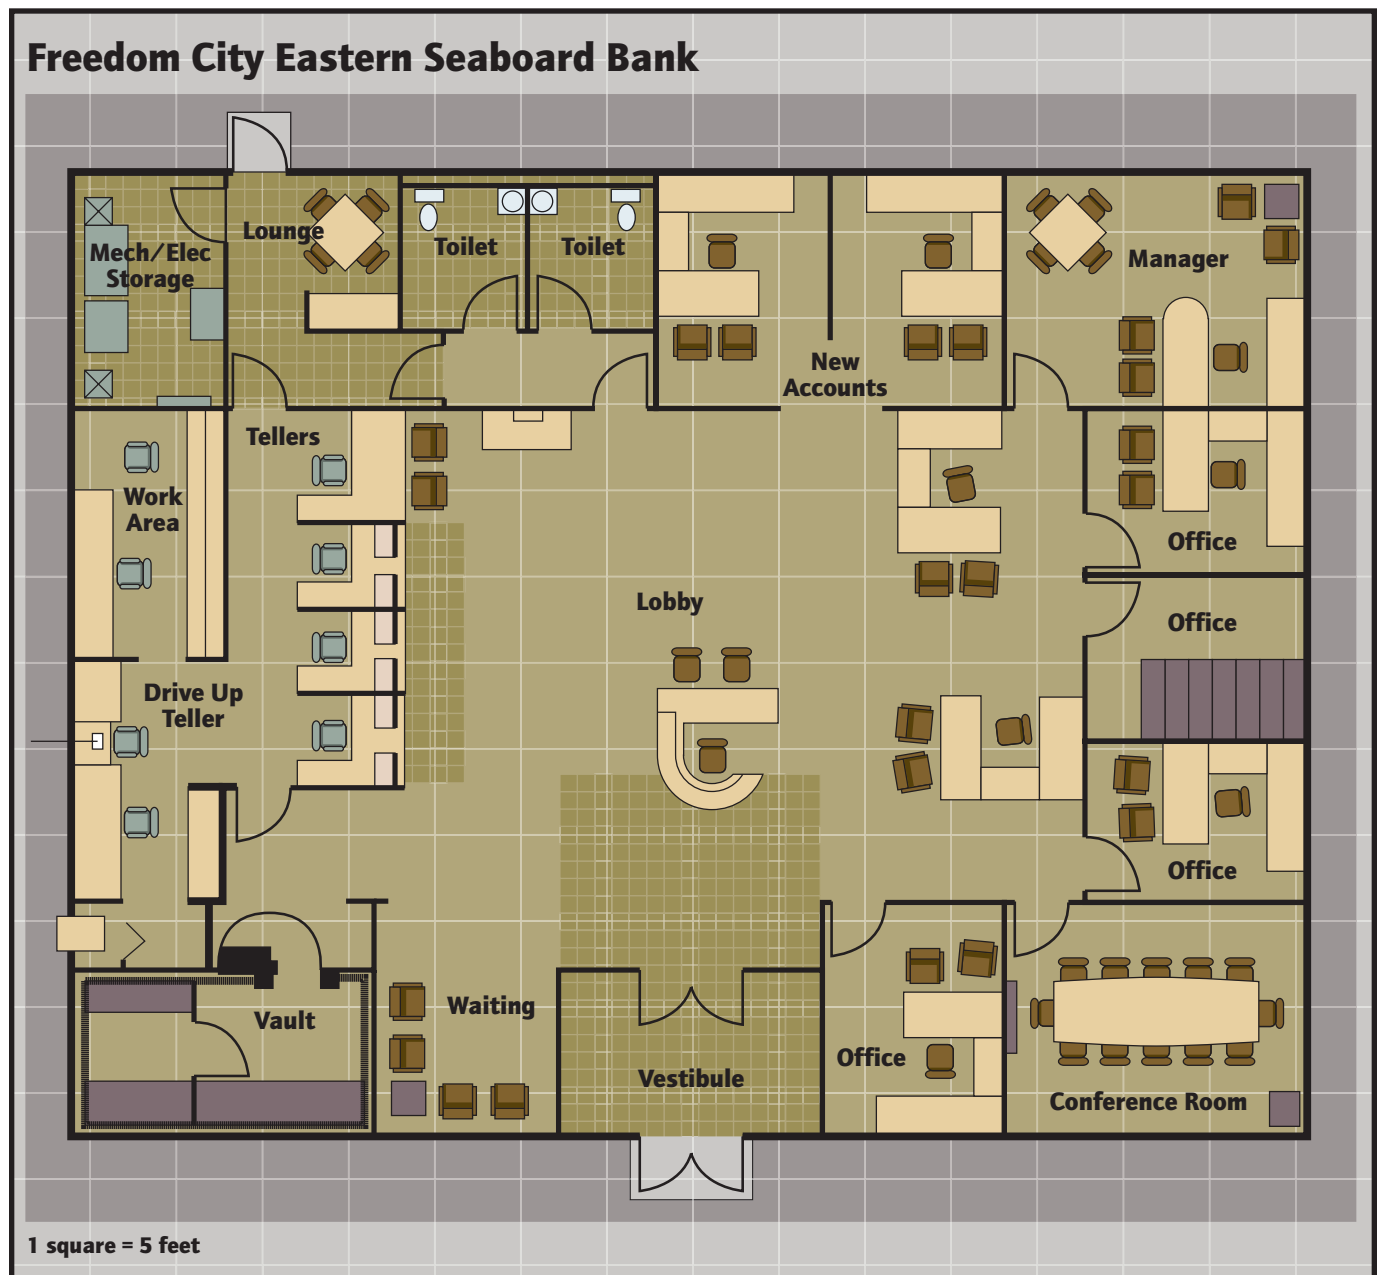 Freedom City Eastern Seaboard Bank
Mech/Elec
Storage
Lounge
Toilet
Toilet
New
Accounts
Manager
Work
Area
Tellers
Lobby
Office
Office
Drive Up
Teller
Office
Vault
Waiting
Vestibule
Office
Conference Room
1 square = 5 feet